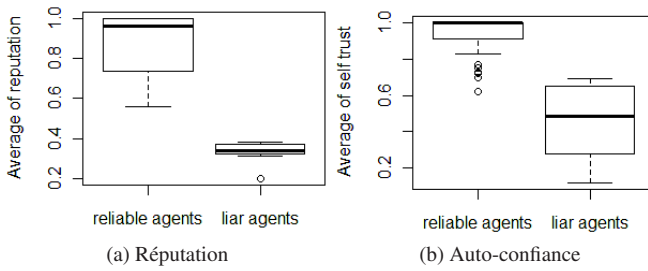 Average of reputation
1.0
0.8
0.6
0.4
0.2
reliable agents
liar agents
(a) Réputation
Average of self trust
1.0
0.6
0.2
reliable agents
liar agents
(b) Auto-confiance